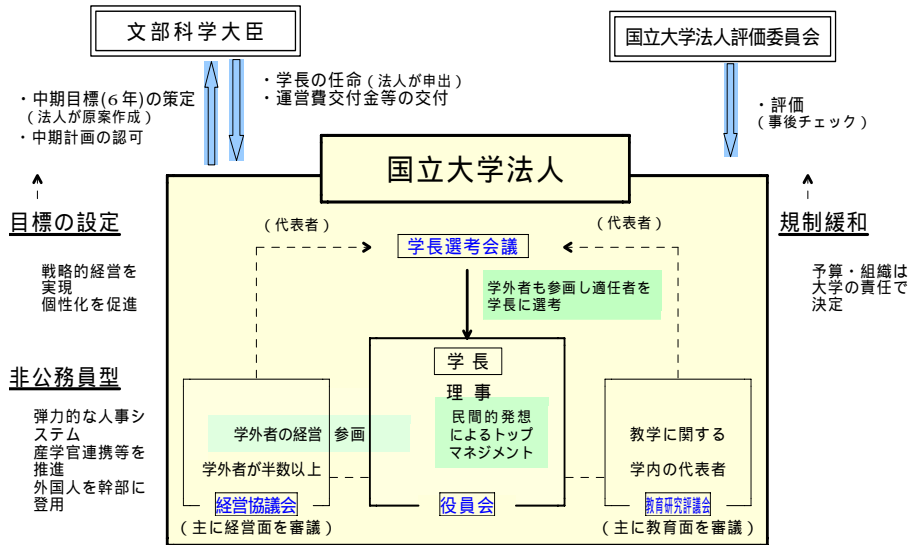 文部科学大臣
国立大学法人評価委員会
・中期目標(6年)の策定
(法人が原案作成)
・中期計画の認可
・学長の任命(法人が申出)
・運営費交付金等の交付
・評価
(事後チェック)
国立大学法人
目標の設定
戦略的経営を
実現
個性化を促進
規制緩和
予算・組織は
大学の責任で
決定
(代表者)
(代表者)
学長選考会議
学外者も参画し適任者を
学長に選考
非公務員型
弾力的な人事シ
ステム
産学官連携等を
推進
外国人を幹部に
登用
学外者の経営 参画
学外者が半数以上
経営協議会
(主に経営面を審議)
学長
理事
民間的発想
によるトップ
マネジメント
役員会
教学に関する
学内の代表者
教育研究評議会
(主に教育面を審議)